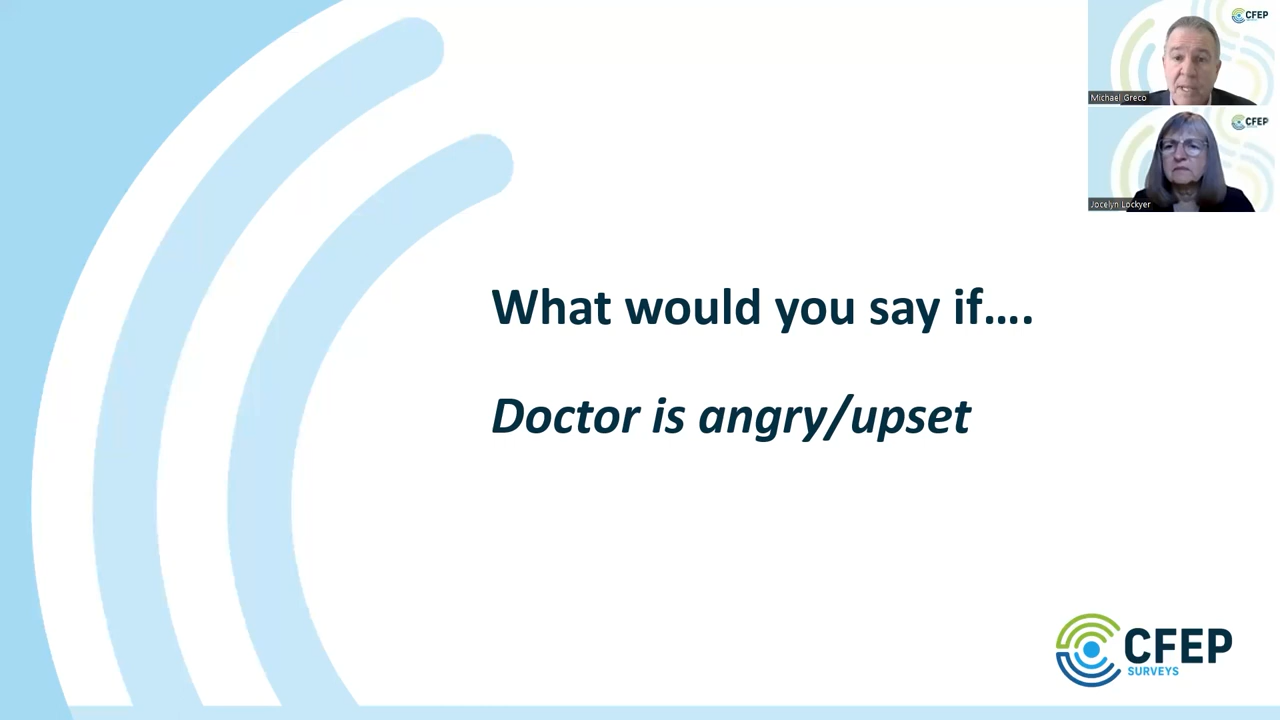 CFEP
Michael Greco
CFEP
Jocelyn Lockyer
What would you say if....
Doctor is angry/upset
CFEP
SURVEYS